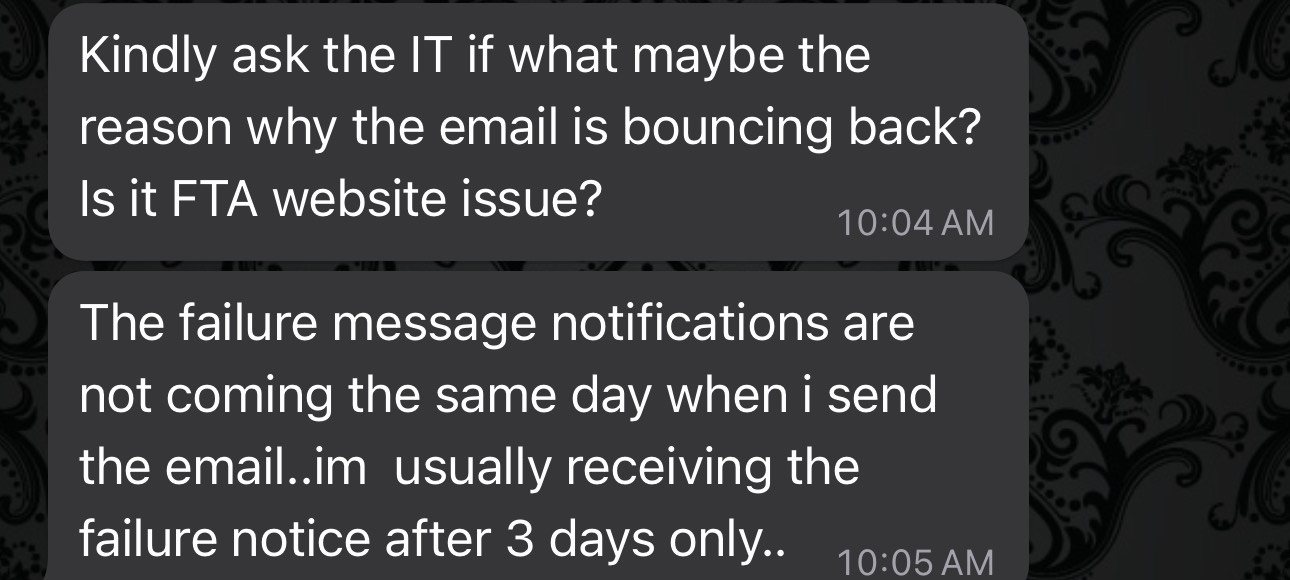 Kindly ask the IT if what maybe the
reason why the email is bouncing back?
Is it FTA website issue?
10:04 AM
The failure message notifications are
not coming the same day when i send
the email..im  usually receiving the
failure notice after 3 days only..
10:05 AM